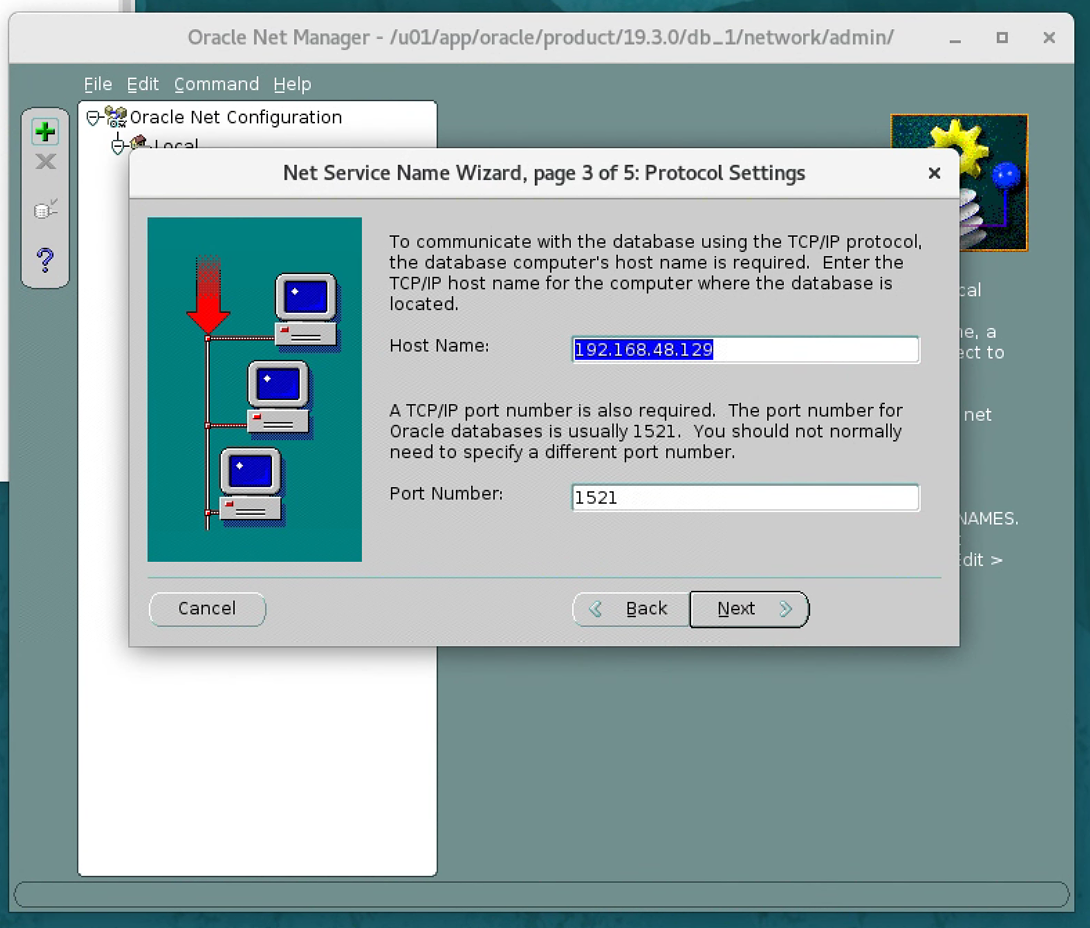 Oracle Net Manager - /u01/app/oracle/product/19.3.0/db_1/network/admin/
File Edit Command Help
Oracle Net Configuration
Local
Net Service Name Wizard, page 3 of 5: Protocol Settings
To communicate with the database using the TCP/IP protocol,
the database computer's host name is required. Enter the
TCP/IP host name for the computer where the database is
located.
Host Name: 192.168.48.129
A TCP/IP port number is also required. The port number for
Oracle databases is usually 1521. You should not normally
need to specify a different port number.
Port Number: 1521
Cancel Back Next
cal
ne, a
ect to
net
NAMES.
Edit >